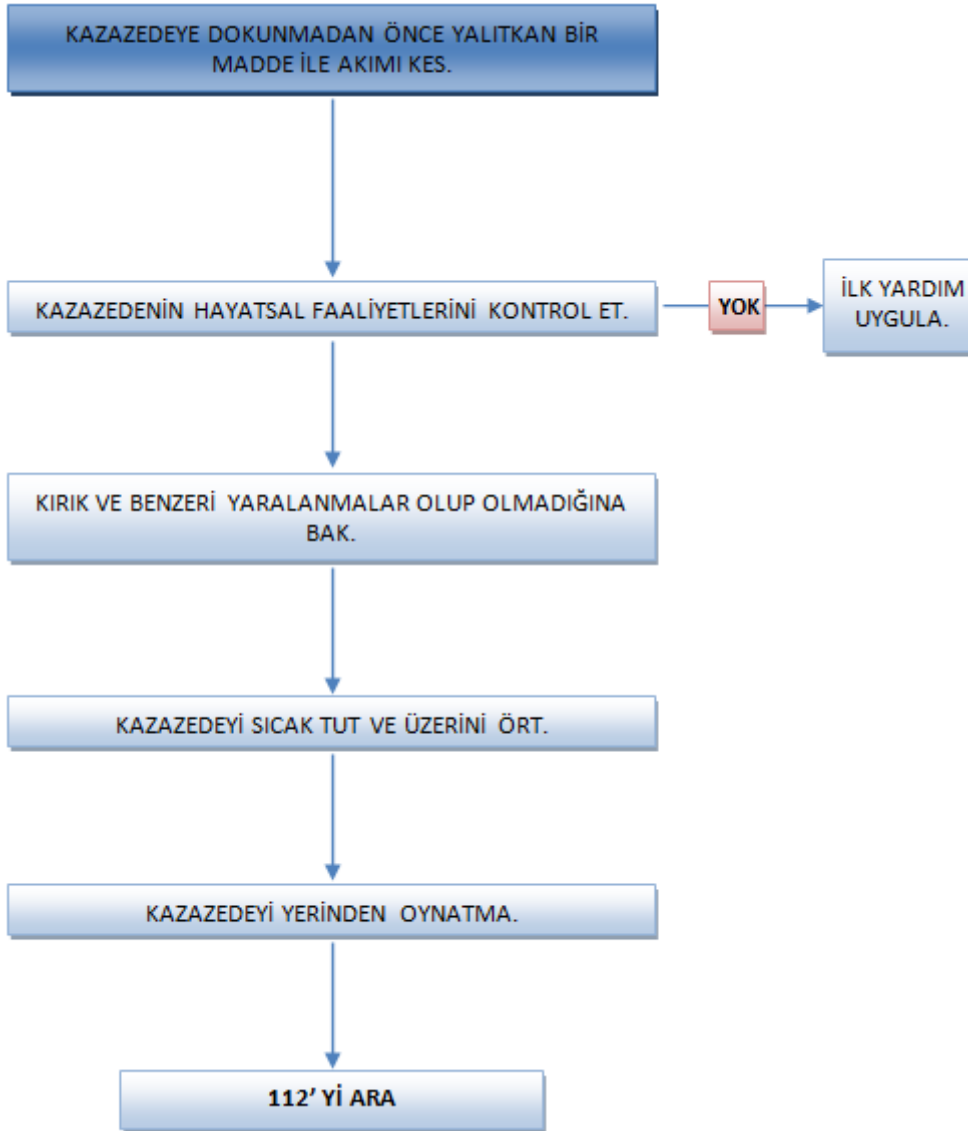 KAZAZEDEYE DOKUNMADAN ÖNCE YALITKAN BİR
MADDE İLE AKIMI KES.
KAZAZEDENİN HAYATSAL FAALİYETLERİNİ KONTROL ET.
YOK
İLK YARDIM
UYGULA.
KIRIK VE BENZERİ YARALANMALAR OLUP OLMADIĞINA
BAK.
KAZAZEDEYİ SICAK TUT VE ÜZERİNİ ÖRT.
KAZAZEDEYİ YERİNDEN OYNATMA.
112’ Yİ ARA